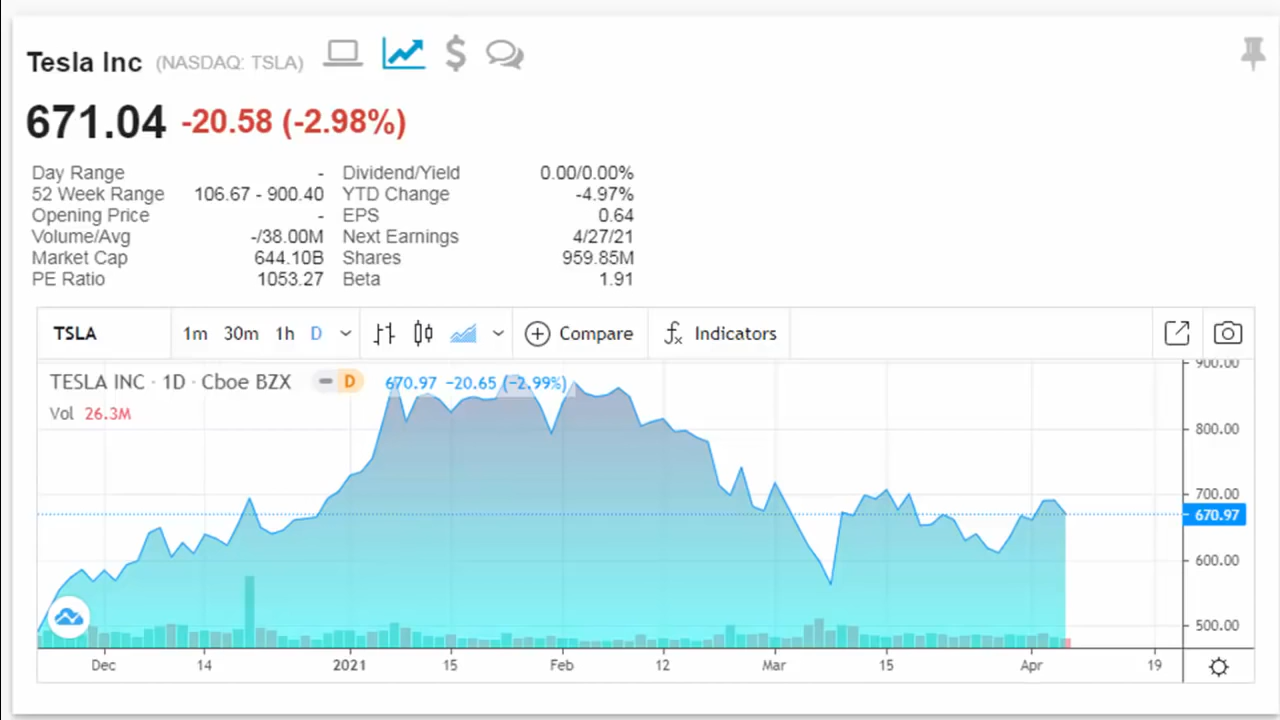 Tesla Inc (NASDAQ: TSLA)
671.04 -20.58 (-2.98%)
Day Range - Dividend/Yield 0.00/0.00%
52 Week Range 106.67 - 900.40 YTD Change -4.97%
Opening Price - EPS 0.64
Volume/Avg -/38.00M Next Earnings 4/27/21
Market Cap 644.10B Shares 959.85M
PE Ratio 1053.27 Beta 1.91
TSLA 1m 30m 1h D Compare fx Indicators
TESLA INC · 1D · Cboe BZX D 670.97 −20.65 (−2.99%)
Vol 26.3M
900.00
800.00
700.00
670.97
600.00
500.00
Dec 14 2021 15 Feb 12 Mar 15 Apr 19